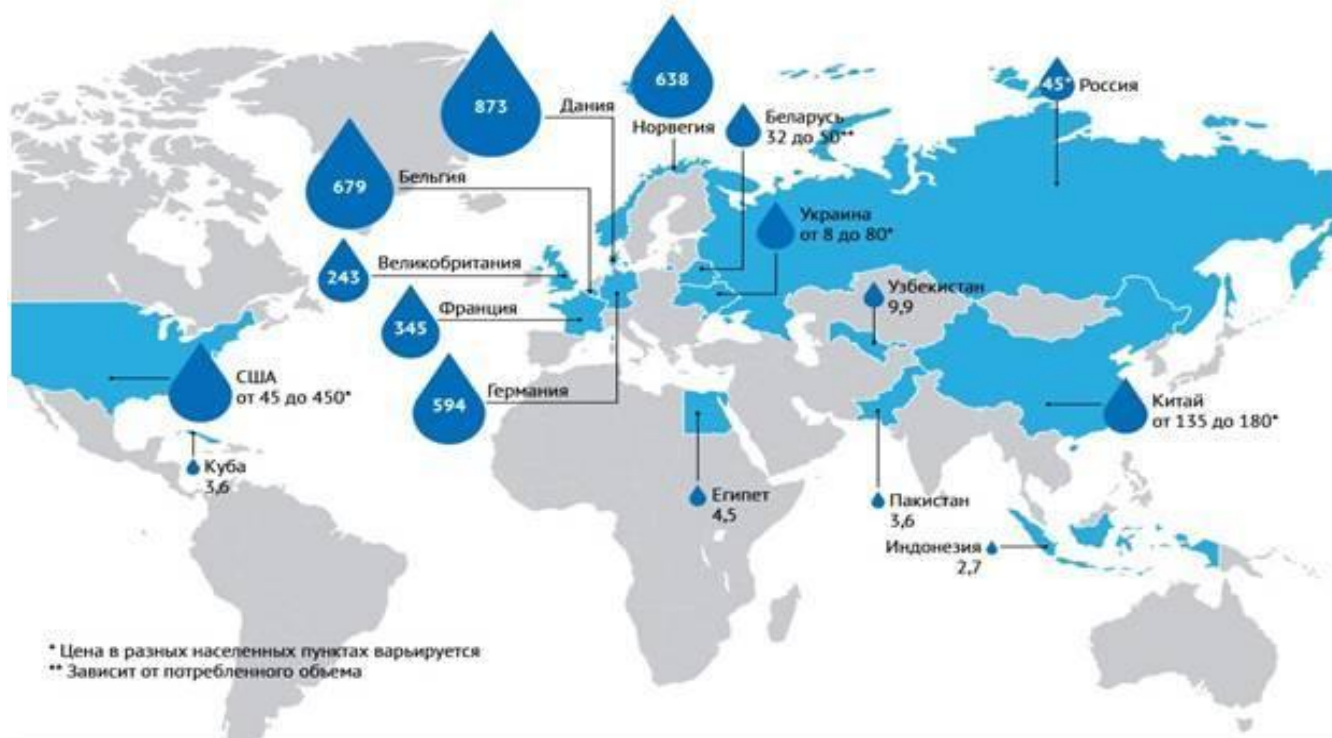 873
Дания
638
Норвегия
Беларусь
32 до 50**
45*
Россия
679
Бельгия
Украина
от 8 до 80*
243
Великобритания
Узбекистан
9,9
345
Франция
США
от 45 до 450*
594
Германия
Китай
от 135 до 180*
Куба
3,6
Египет
4,5
Пакистан
3,6
Индонезия
2,7
* Цена в разных населенных пунктах варьируется
** Зависит от потребленного объема